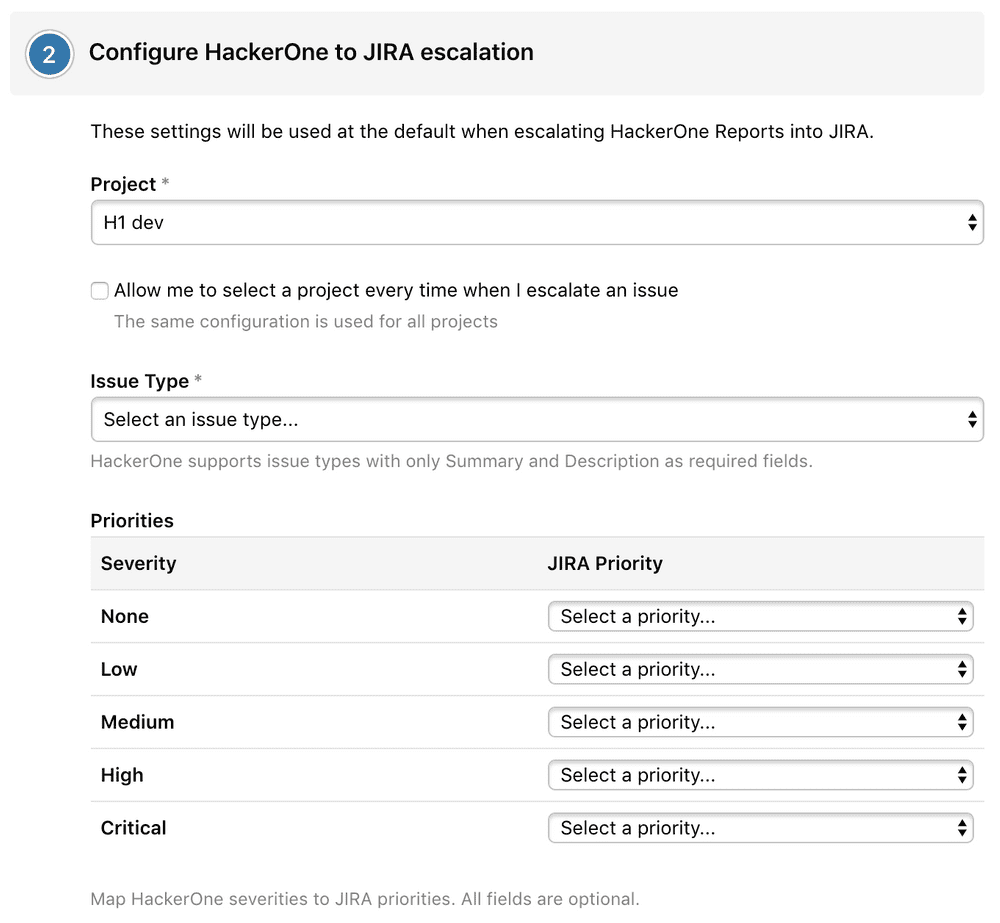 2 Configure HackerOne to JIRA escalation
These settings will be used at the default when escalating HackerOne Reports into JIRA.
Project *
H1 dev
Allow me to select a project every time when I escalate an issue
The same configuration is used for all projects
Issue Type *
Select an issue type...
HackerOne supports issue types with only Summary and Description as required fields.
Priorities
Severity JIRA Priority
None Select a priority...
Low Select a priority...
Medium Select a priority...
High Select a priority...
Critical Select a priority...
Map HackerOne severities to JIRA priorities. All fields are optional.